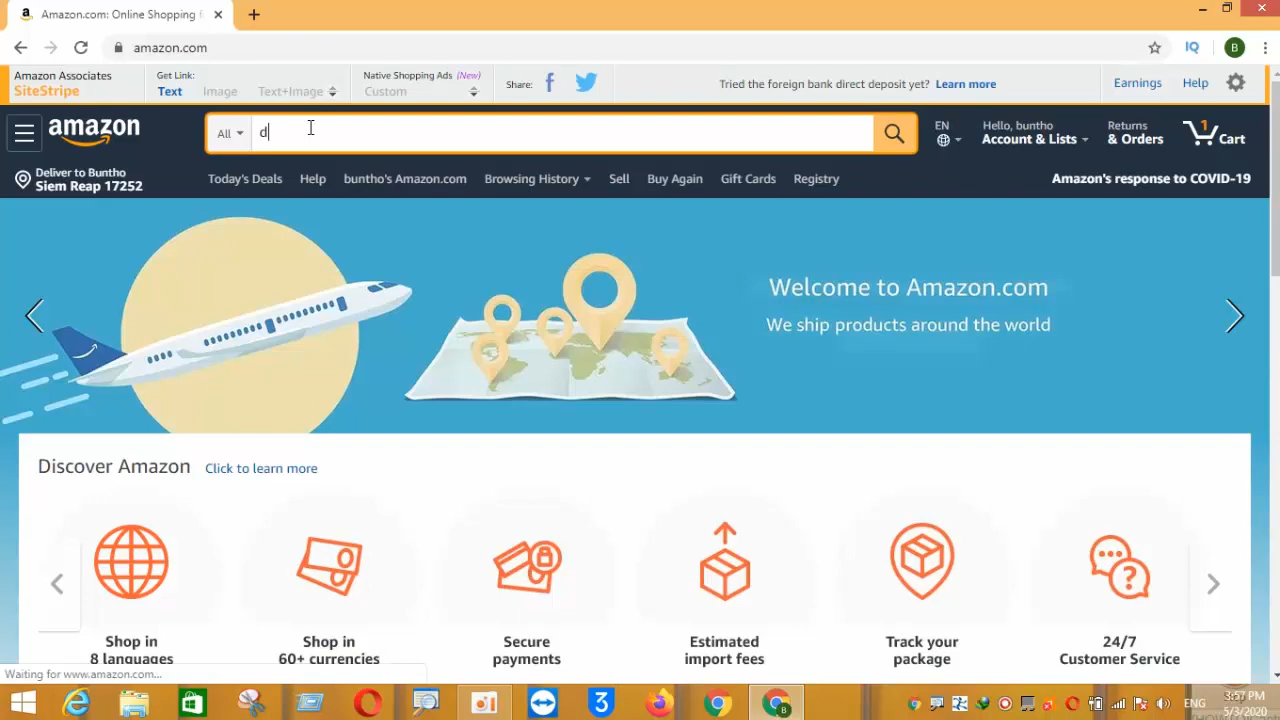 Amazon.com: Online Shopping f
amazon.com
IQ
B
Amazon Associates
SiteStripe
Get Link:
Text Image Text+Image
Native Shopping Ads (New)
Custom
Share:
Tried the foreign bank direct deposit yet? Learn more
Earnings Help
All
amazon
d
EN
Hello, buntho
Account & Lists
Returns
& Orders
1
Cart
Deliver to Buntho
Siem Reap 17252
Today's Deals Help buntho's Amazon.com Browsing History Sell Buy Again Gift Cards Registry
Amazon's response to COVID-19
Welcome to Amazon.com
We ship products around the world
Discover Amazon Click to learn more
Shop in
8 languages
Shop in
60+ currencies
Secure
payments
Estimated
import fees
Track your
package
24/7
Customer Service
Waiting for www.amazon.com...
ENG
3:57 PM
5/3/2020